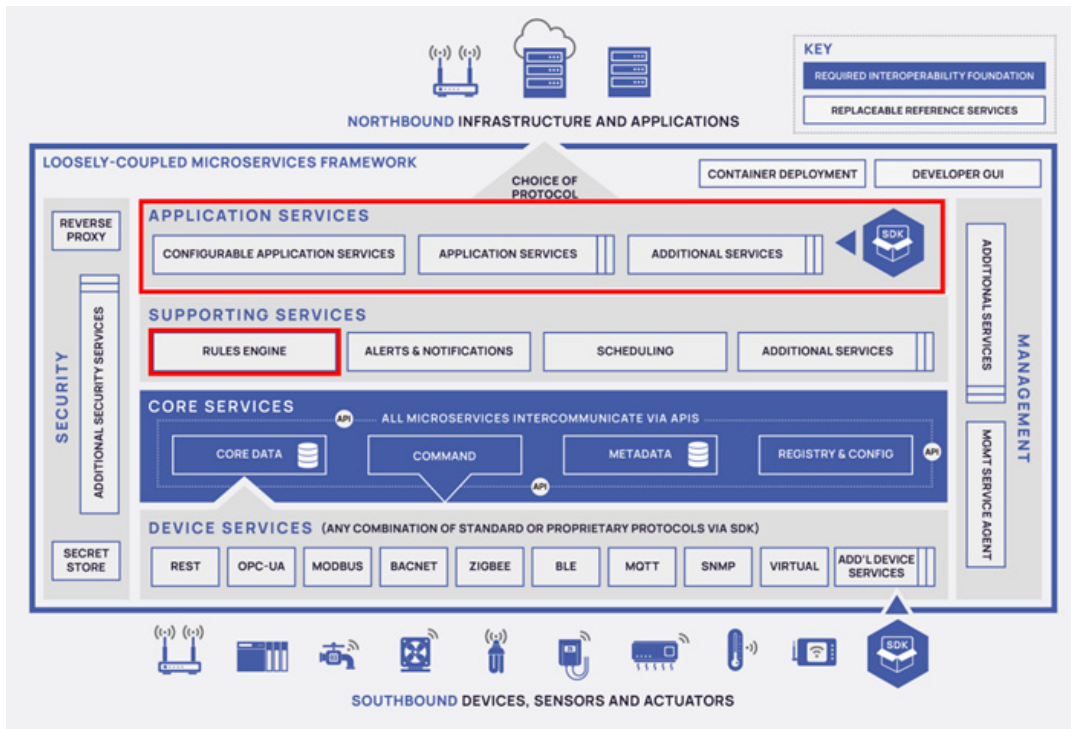 KEY
REQUIRED INTEROPERABILITY FOUNDATION
REPLACEABLE REFERENCE SERVICES
NORTHBOUND INFRASTRUCTURE AND APPLICATIONS
LOOSELY-COUPLED MICROSERVICES FRAMEWORK
CHOICE OF
PROTOCOL
CONTAINER DEPLOYMENT
DEVELOPER GUI
REVERSE
PROXY
SECURITY
ADDITIONAL SECURITY SERVICES
SECRET
STORE
APPLICATION SERVICES
CONFIGURABLE APPLICATION SERVICES
APPLICATION SERVICES
ADDITIONAL SERVICES
SDK
SUPPORTING SERVICES
RULES ENGINE
ALERTS & NOTIFICATIONS
SCHEDULING
ADDITIONAL SERVICES
CORE SERVICES
API
ALL MICROSERVICES INTERCOMMUNICATE VIA APIS
CORE DATA
COMMAND
METADATA
REGISTRY & CONFIG
API
API
DEVICE SERVICES (ANY COMBINATION OF STANDARD OR PROPRIETARY PROTOCOLS VIA SDK)
REST
OPC-UA
MODBUS
BACNET
ZIGBEE
BLE
MQTT
SNMP
VIRTUAL
ADD'L DEVICE
SERVICES
ADDITIONAL SERVICES
MANAGEMENT
MGMT SERVICE AGENT
SDK
SOUTHBOUND DEVICES, SENSORS AND ACTUATORS